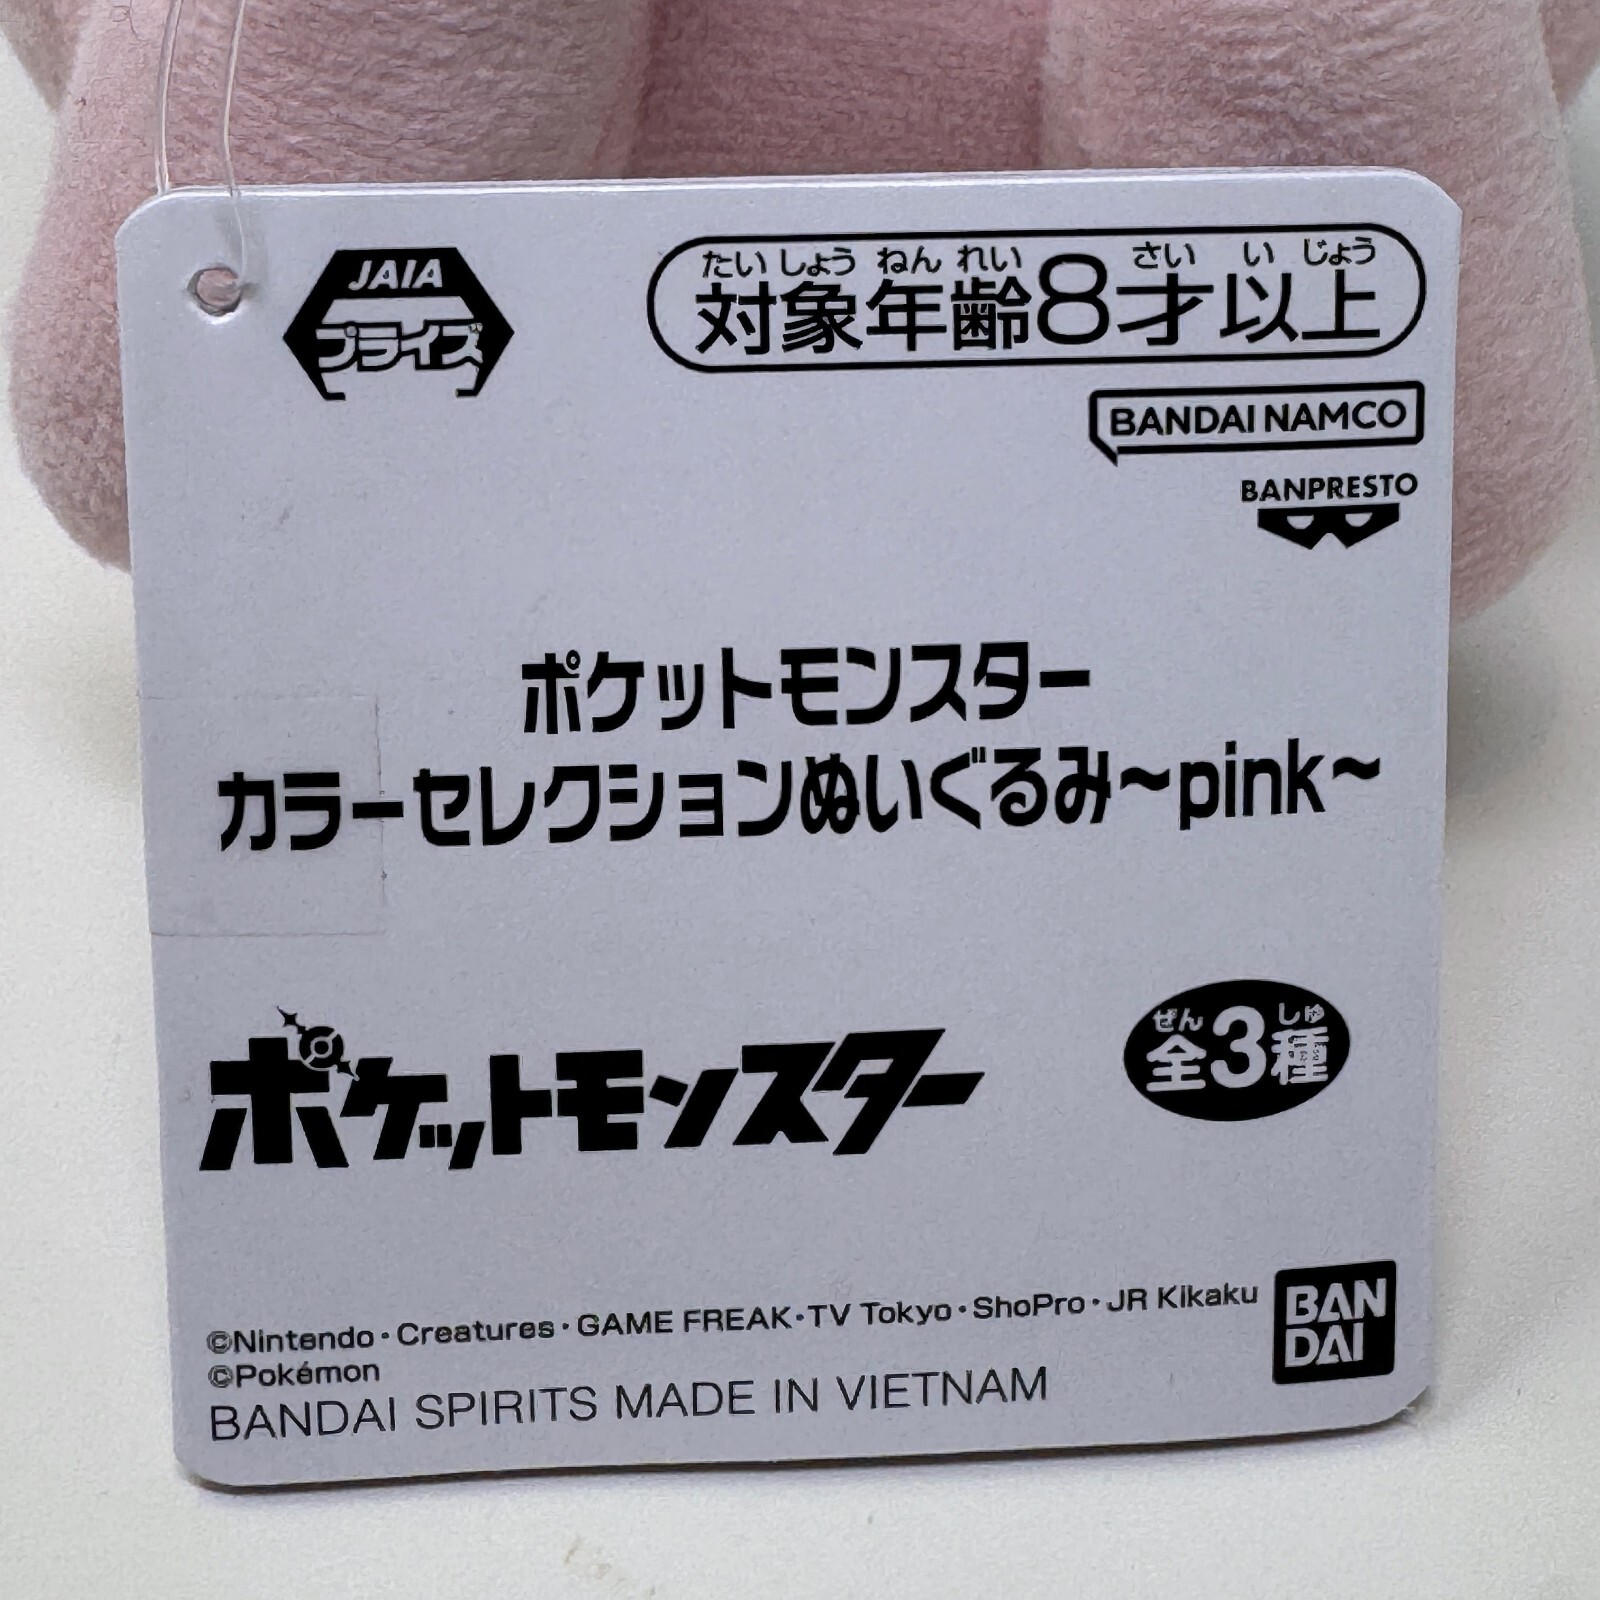 JAIA
プライズ
たいしょうねんれい さいいじょう
対象年齢8才以上
BANDAI NAMCO
BANPRESTO
ポケットモンスター
カラーセレクションぬいぐるみ~pink~
ポケットモンスター
ぜん しゅ
全3種
©Nintendo・Creatures・GAME FREAK・TV Tokyo・ShoPro・JR Kikaku
©Pokémon
BANDAI SPIRITS MADE IN VIETNAM
BAN
DAI